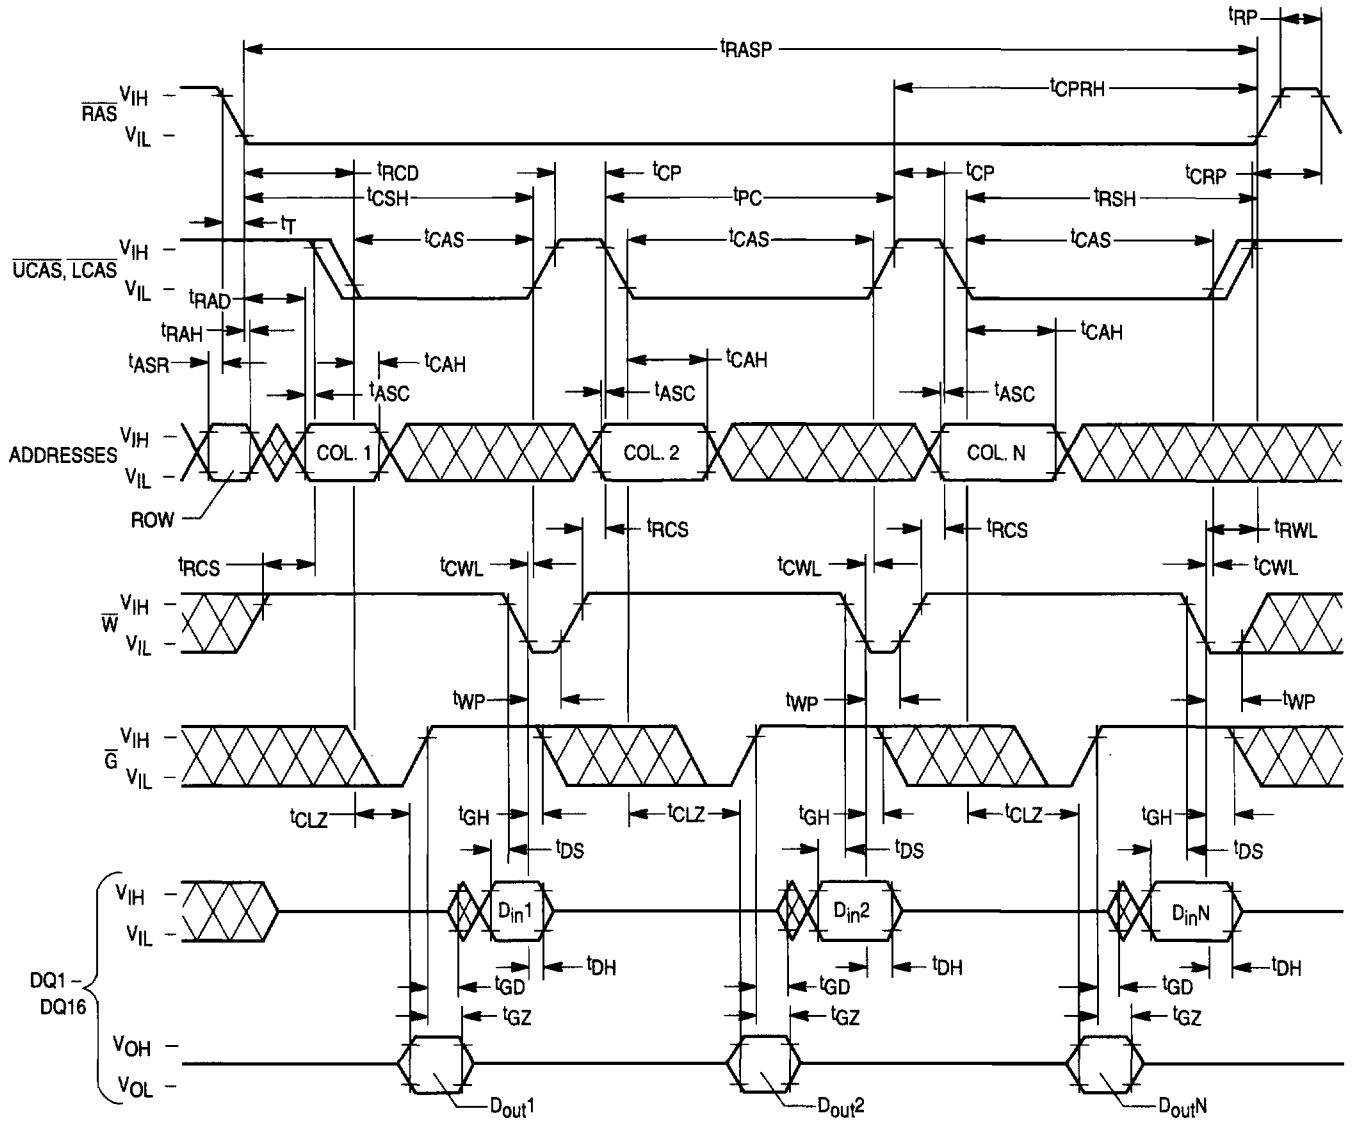 tRP
tRASP
tCPRH
RAS VIH
VIL
tRCD tCP tCP tCRP
tCSH tPC tRSH
tT
UCAS, LCAS VIH tCAS tCAS tCAS
VIL
tRAD
tRAH tCAH
tASR tCAH tCAH
tASC tASC tASC
ADDRESSES VIH
COL. 1 COL. 2 COL. N
VIL
ROW
tRCS tRCS tRWL
tRCS tCWL tCWL tCWL
W VIH
VIL
tWP tWP tWP
G VIH
VIL
tCLZ tGH tCLZ tGH tCLZ tGH
tDS tDS tDS
VIH
Din1 Din2 DinN
VIL
tDH tDH tDH
DQ1–
DQ16
tGD tGD tGD
tGZ tGZ tGZ
VOH
VOL
Dout1 Dout2 DoutN